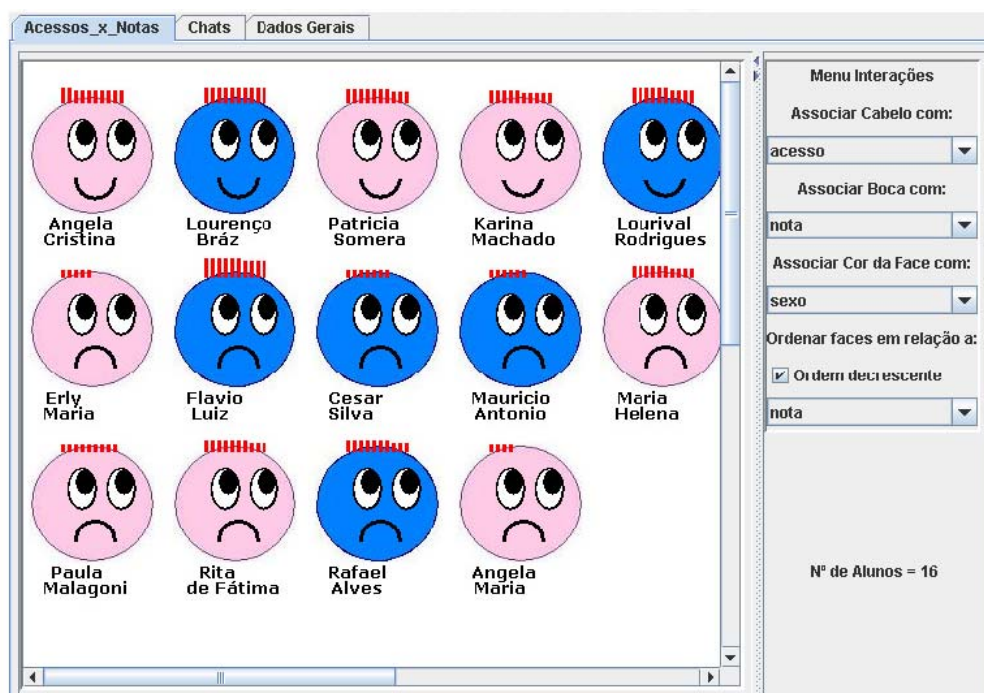 Acessos_x_Notas Chats Dados Gerais
Angela Lourenço Patricia Karina Lourival
Cristina Bráz Somera Machado Rodrigues
Erly Flavio Cesar Mauricio Maria
Maria Luiz Silva Antonio Helena
Paula Rita Rafael Angela
Malagoni de Fátima Alves Maria
Menu Interações
Associar Cabelo com:
acesso
Associar Boca com:
nota
Associar Cor da Face com:
sexo
Ordenar faces em relação a:
Ordem decrescente
nota
Nº de Alunos = 16